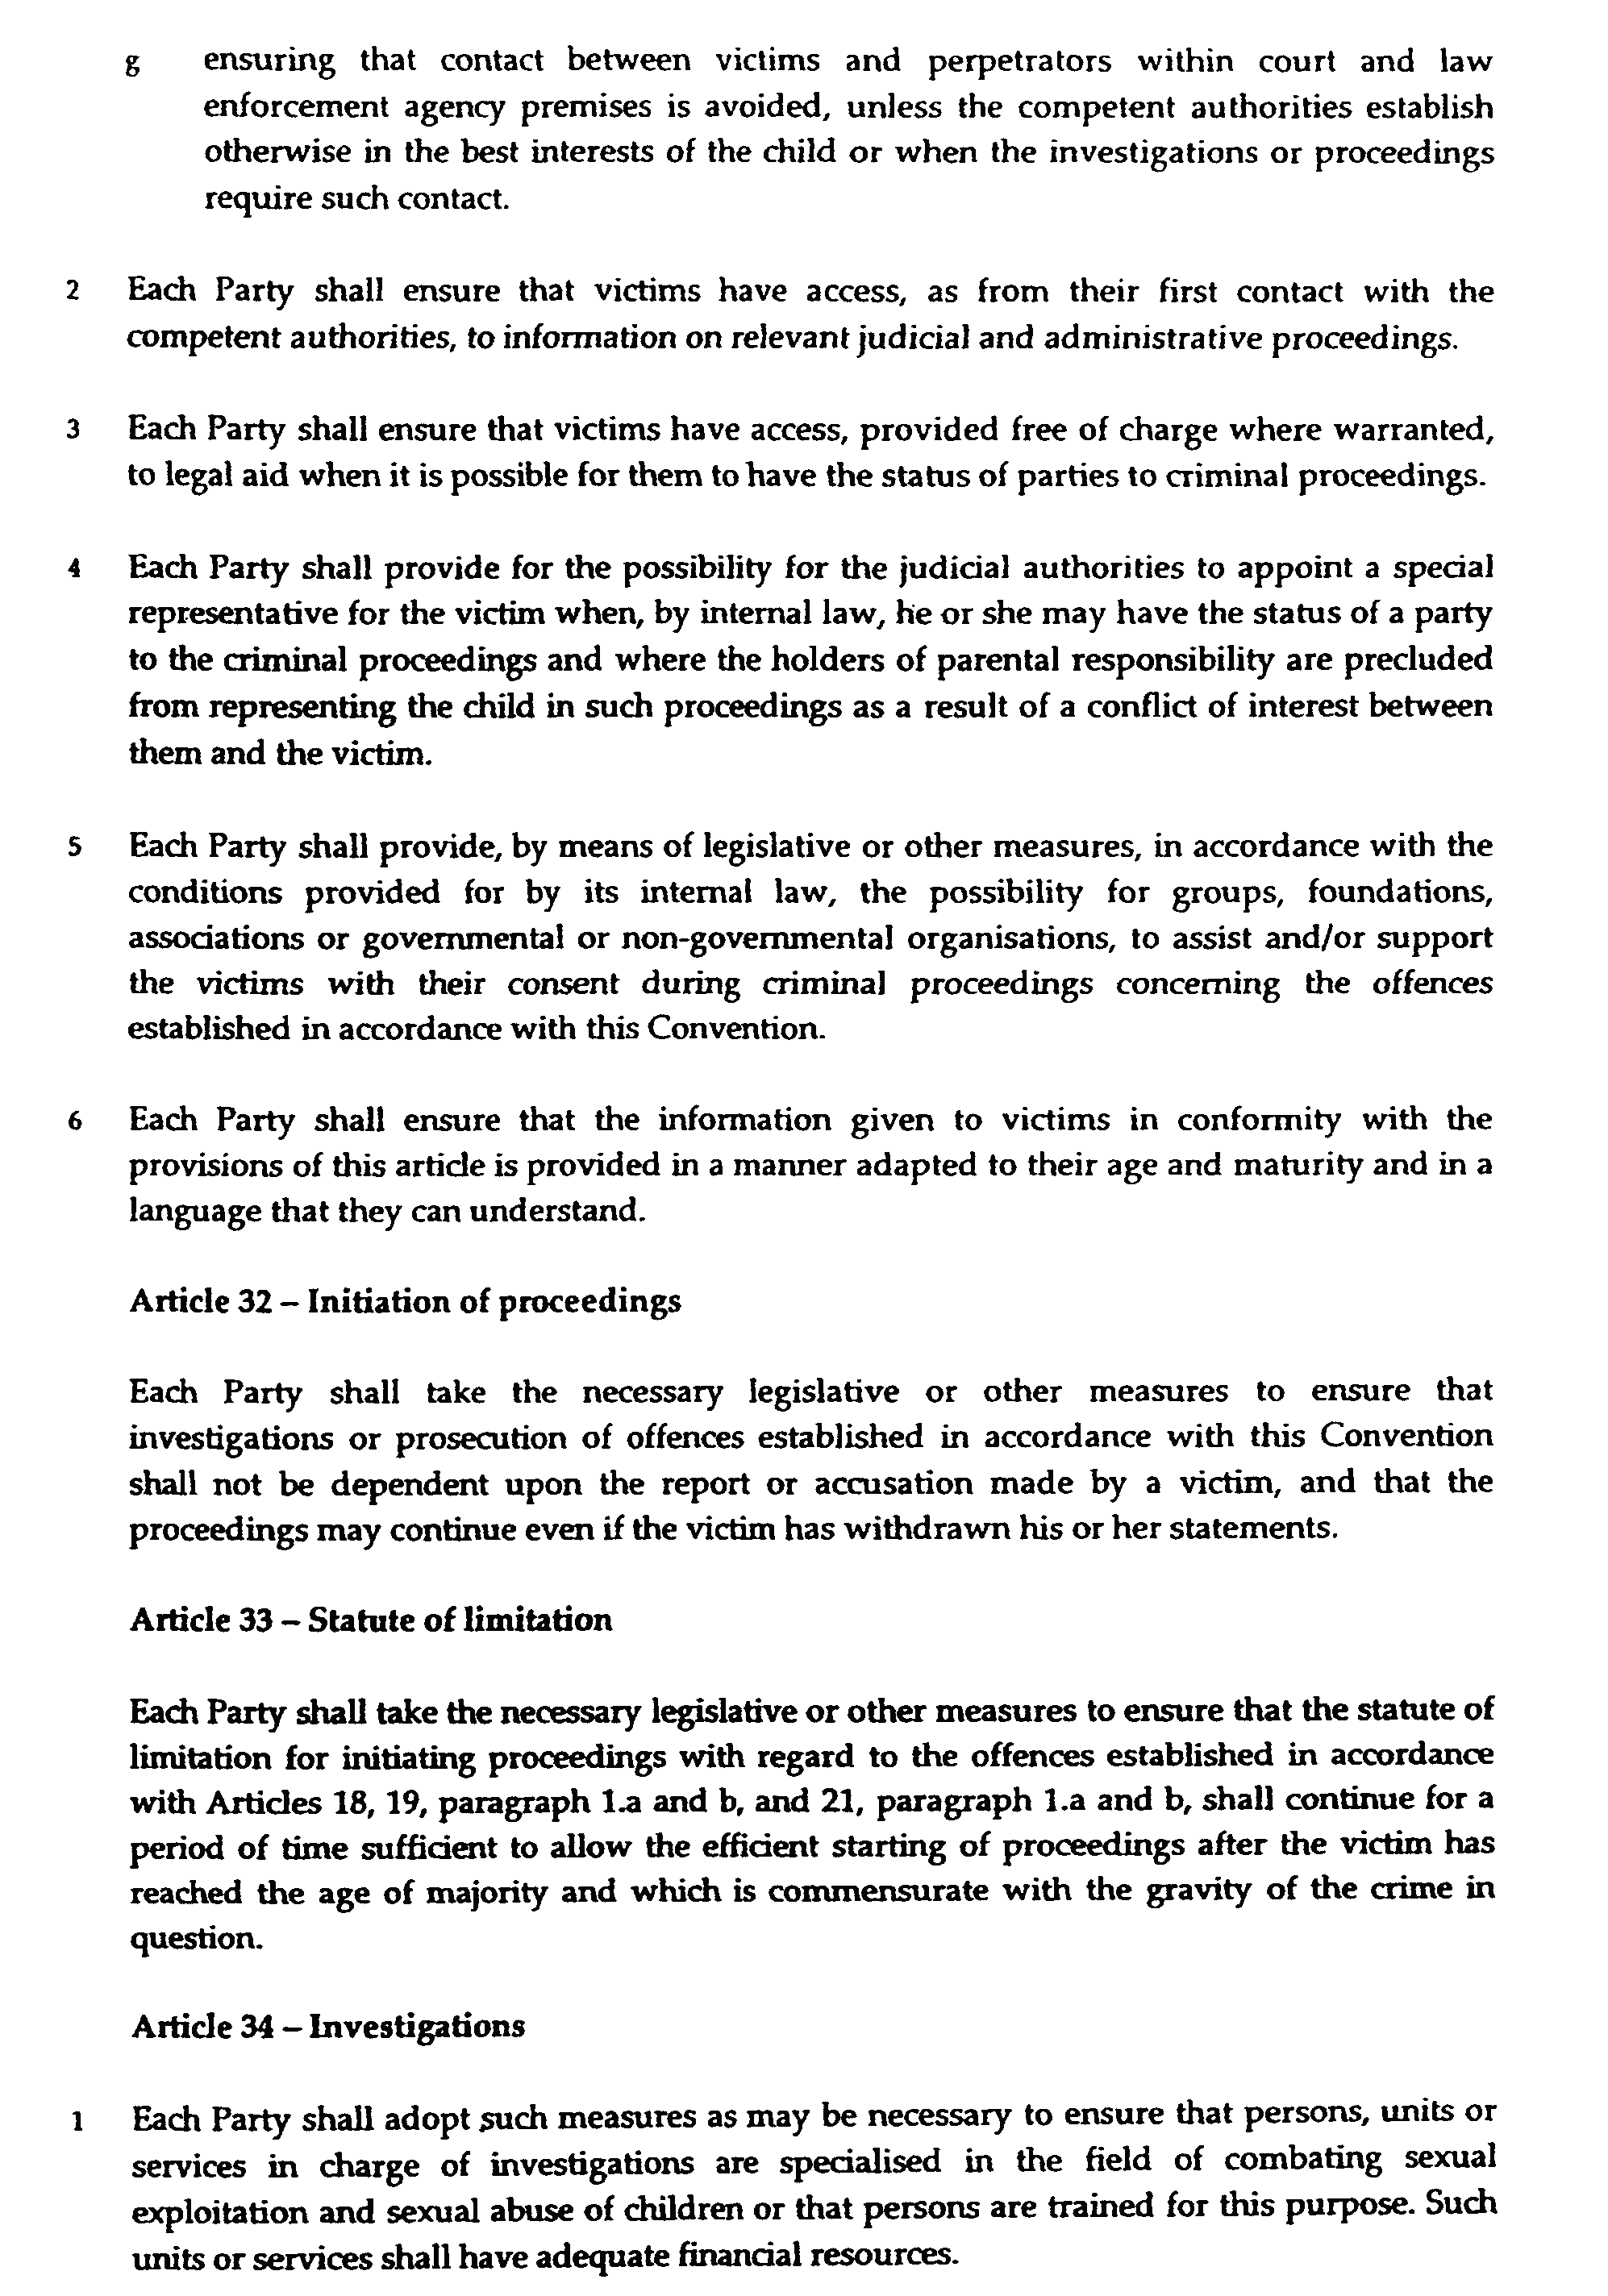 g ensuring that contact between victims and perpetrators within court and law
enforcement agency premises is avoided, unless the competent authorities establish
otherwise in the best interests of the child or when the investigations or proceedings
require such contact.
2 Each Party shall ensure that victims have access, as from their first contact with the
competent authorities, to information on relevant judicial and administrative proceedings.
3 Each Party shall ensure that victims have access, provided free of charge where warranted,
to legal aid when it is possible for them to have the status of parties to criminal proceedings.
4 Each Party shall provide for the possibility for the judicial authorities to appoint a special
representative for the victim when, by internal law, he or she may have the status of a party
to the criminal proceedings and where the holders of parental responsibility are precluded
from representing the child in such proceedings as a result of a conflict of interest between
them and the victim.
5 Each Party shall provide, by means of legislative or other measures, in accordance with the
conditions provided for by its internal law, the possibility for groups, foundations,
associations or governmental or non-governmental organisations, to assist and/or support
the victims with their consent during criminal proceedings concerning the offences
established in accordance with this Convention.
6 Each Party shall ensure that the information given to victims in conformity with the
provisions of this article is provided in a manner adapted to their age and maturity and in a
language that they can understand.
Article 32 – Initiation of proceedings
Each Party shall take the necessary legislative or other measures to ensure that
investigations or prosecution of offences established in accordance with this Convention
shall not be dependent upon the report or accusation made by a victim, and that the
proceedings may continue even if the victim has withdrawn his or her statements.
Article 33 – Statute of limitation
Each Party shall take the necessary legislative or other measures to ensure that the statute of
limitation for initiating proceedings with regard to the offences established in accordance
with Articles 18, 19, paragraph 1.a and b, and 21, paragraph 1.a and b, shall continue for a
period of time sufficient to allow the efficient starting of proceedings after the victim has
reached the age of majority and which is commensurate with the gravity of the crime in
question.
Article 34 – Investigations
1 Each Party shall adopt such measures as may be necessary to ensure that persons, units or
services in charge of investigations are specialised in the field of combating sexual
exploitation and sexual abuse of children or that persons are trained for this purpose. Such
units or services shall have adequate financial resources.